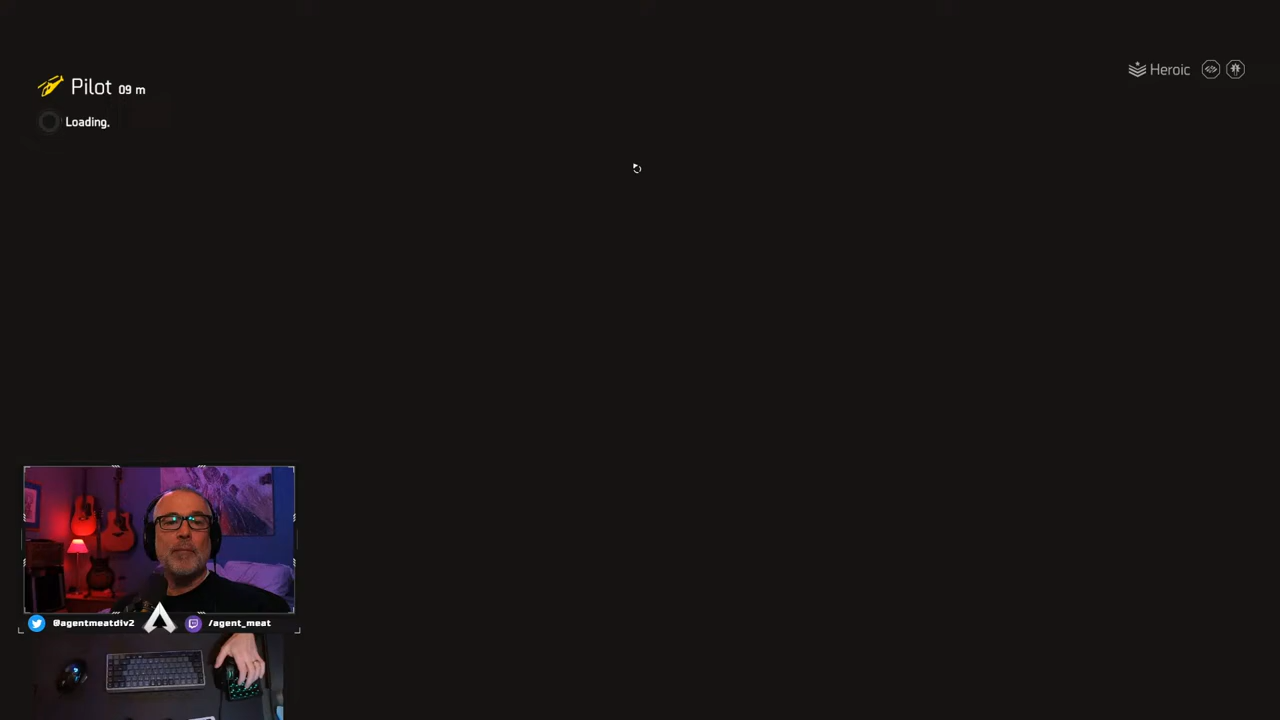 Pilot 09 m
Heroic
Loading.
@agentmeatdiv2
/agent_meat